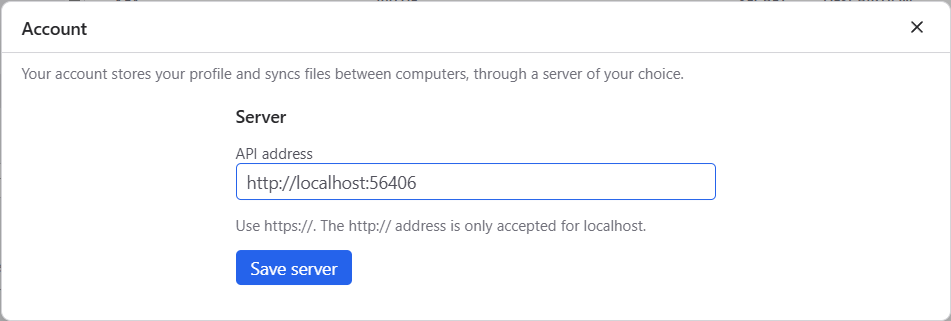 Account
Your account stores your profile and syncs files between computers, through a server of your choice.
Server
API address
http://localhost:56406
Use https://. The http:// address is only accepted for localhost.
Save server